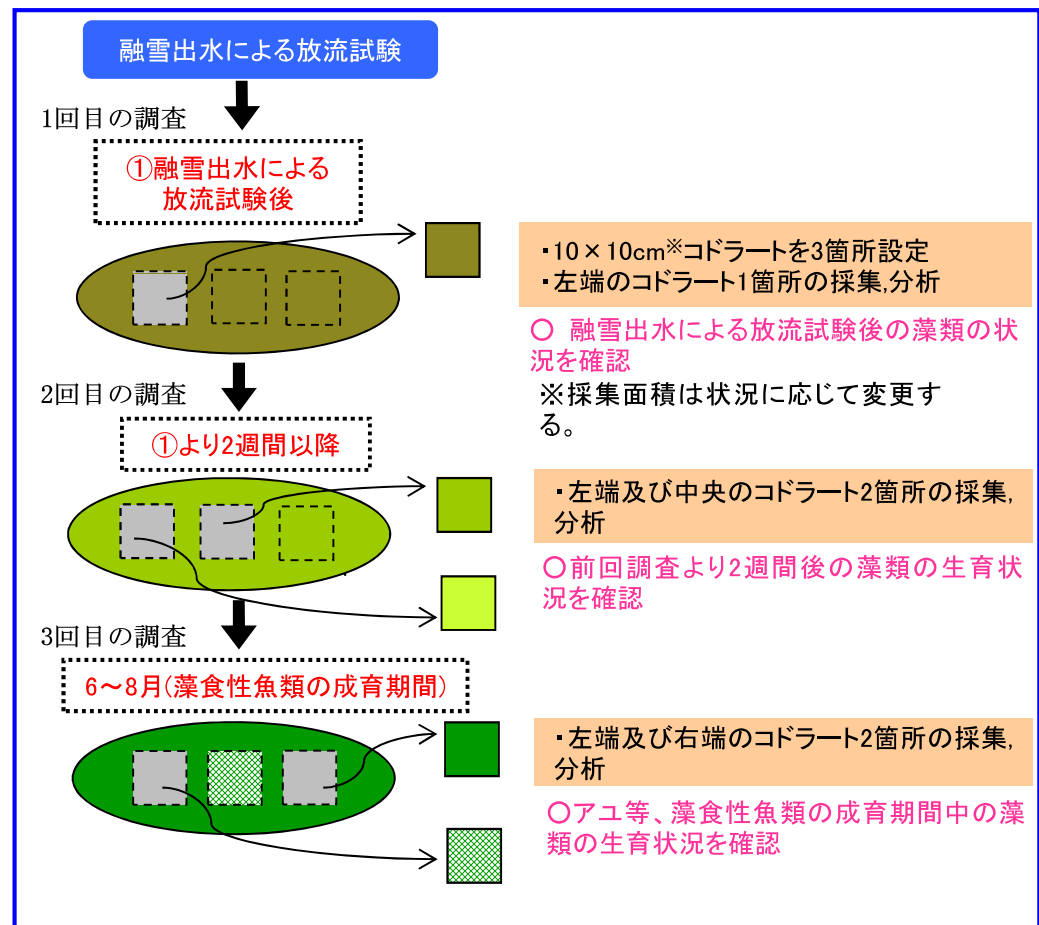 融雪出水による放流試験
1回目の調査
①融雪出水による
放流試験後
・10×10cm※コドラートを3箇所設定
・左端のコドラート1箇所の採集,分析
〇 融雪出水による放流試験後の藻類の状
況を確認
※採集面積は状況に応じて変更す
る。
2回目の調査
①より2週間以降
・左端及び中央のコドラート2箇所の採集,
分析
〇前回調査より2週間後の藻類の生育状
況を確認
3回目の調査
6～8月(藻食性魚類の成育期間)
・左端及び右端のコドラート2箇所の採集,
分析
〇アユ等、藻食性魚類の成育期間中の藻
類の生育状況を確認